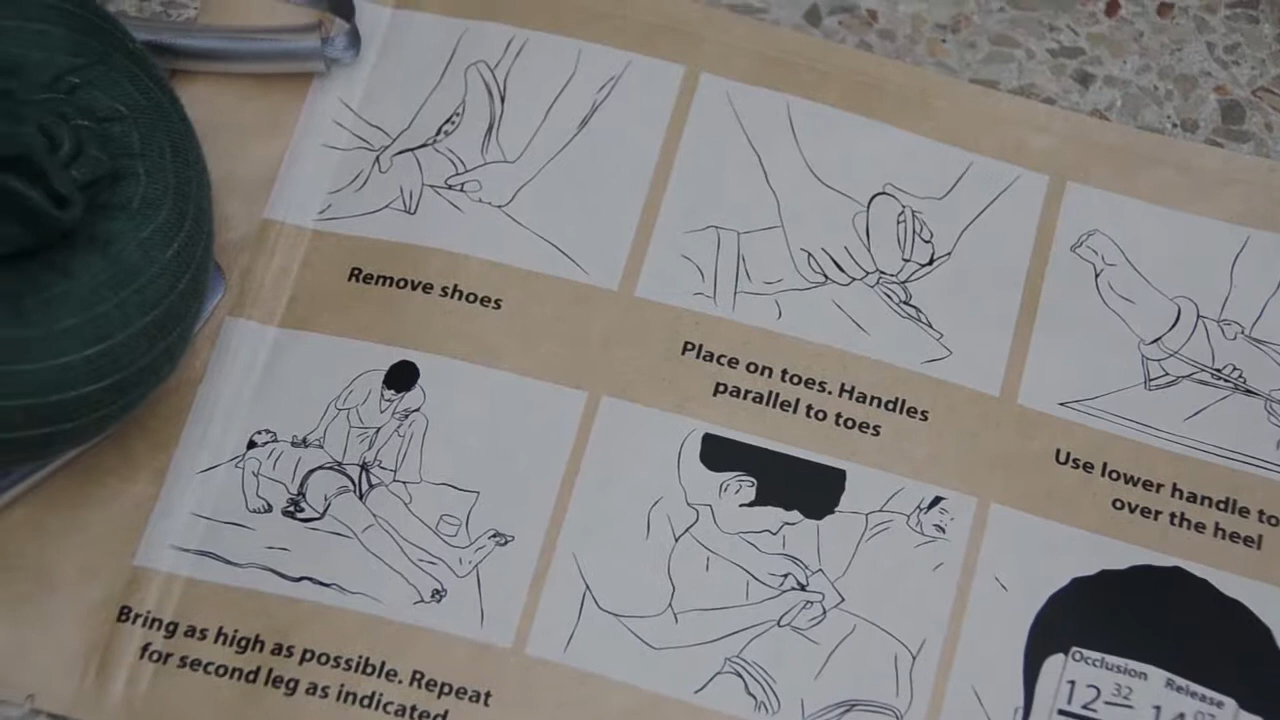 Remove shoes
Place on toes. Handles
parallel to toes
Use lower handle to
over the heel
Bring as high as possible. Repeat
for second leg as indicated
Occlusion Release
12 32